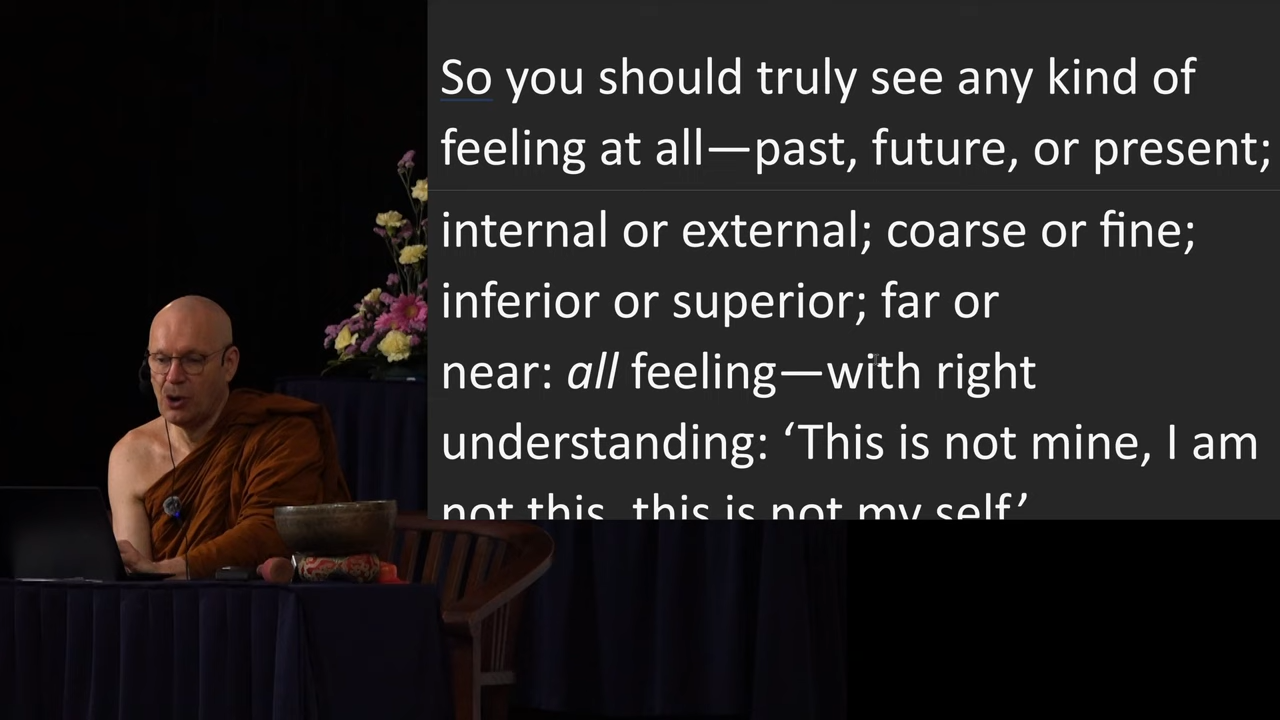 So you should truly see any kind of
feeling at all—past, future, or present;
internal or external; coarse or fine;
inferior or superior; far or
near: all feeling—with right
understanding: ‘This is not mine, I am
not this, this is not my self.’